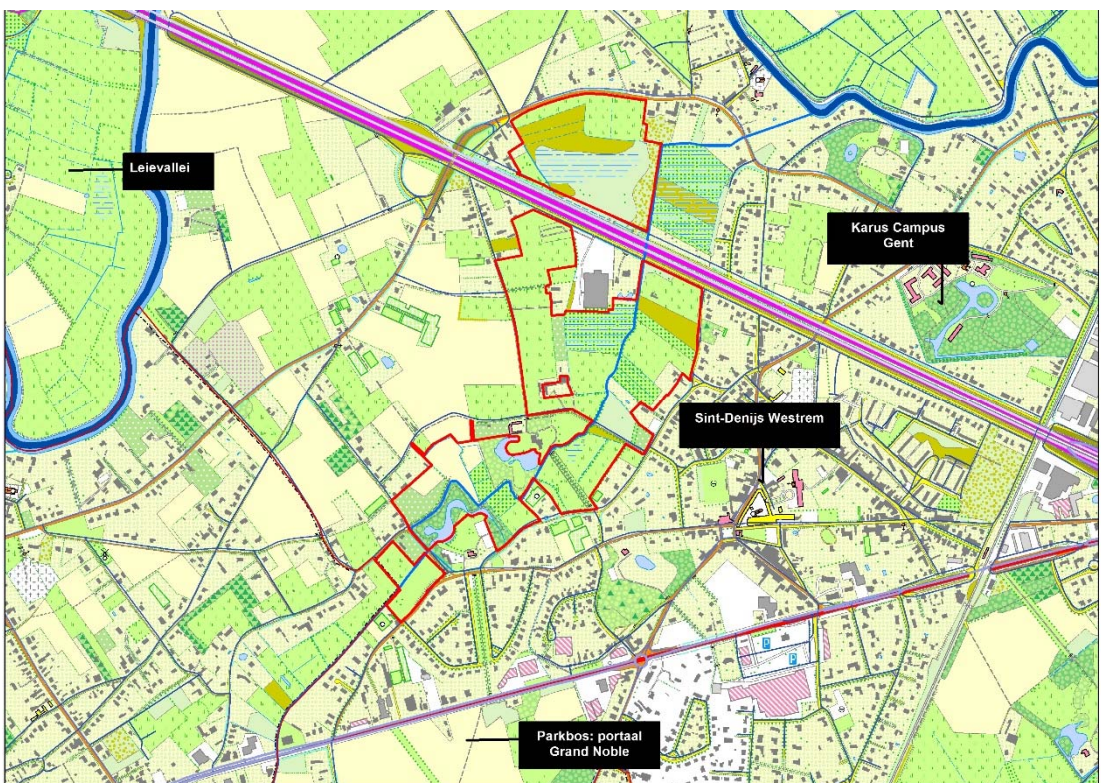 Leievallei
Karus Campus
Gent
Sint-Denijs Westrem
P
P
Parkbos: portaal
Grand Noble